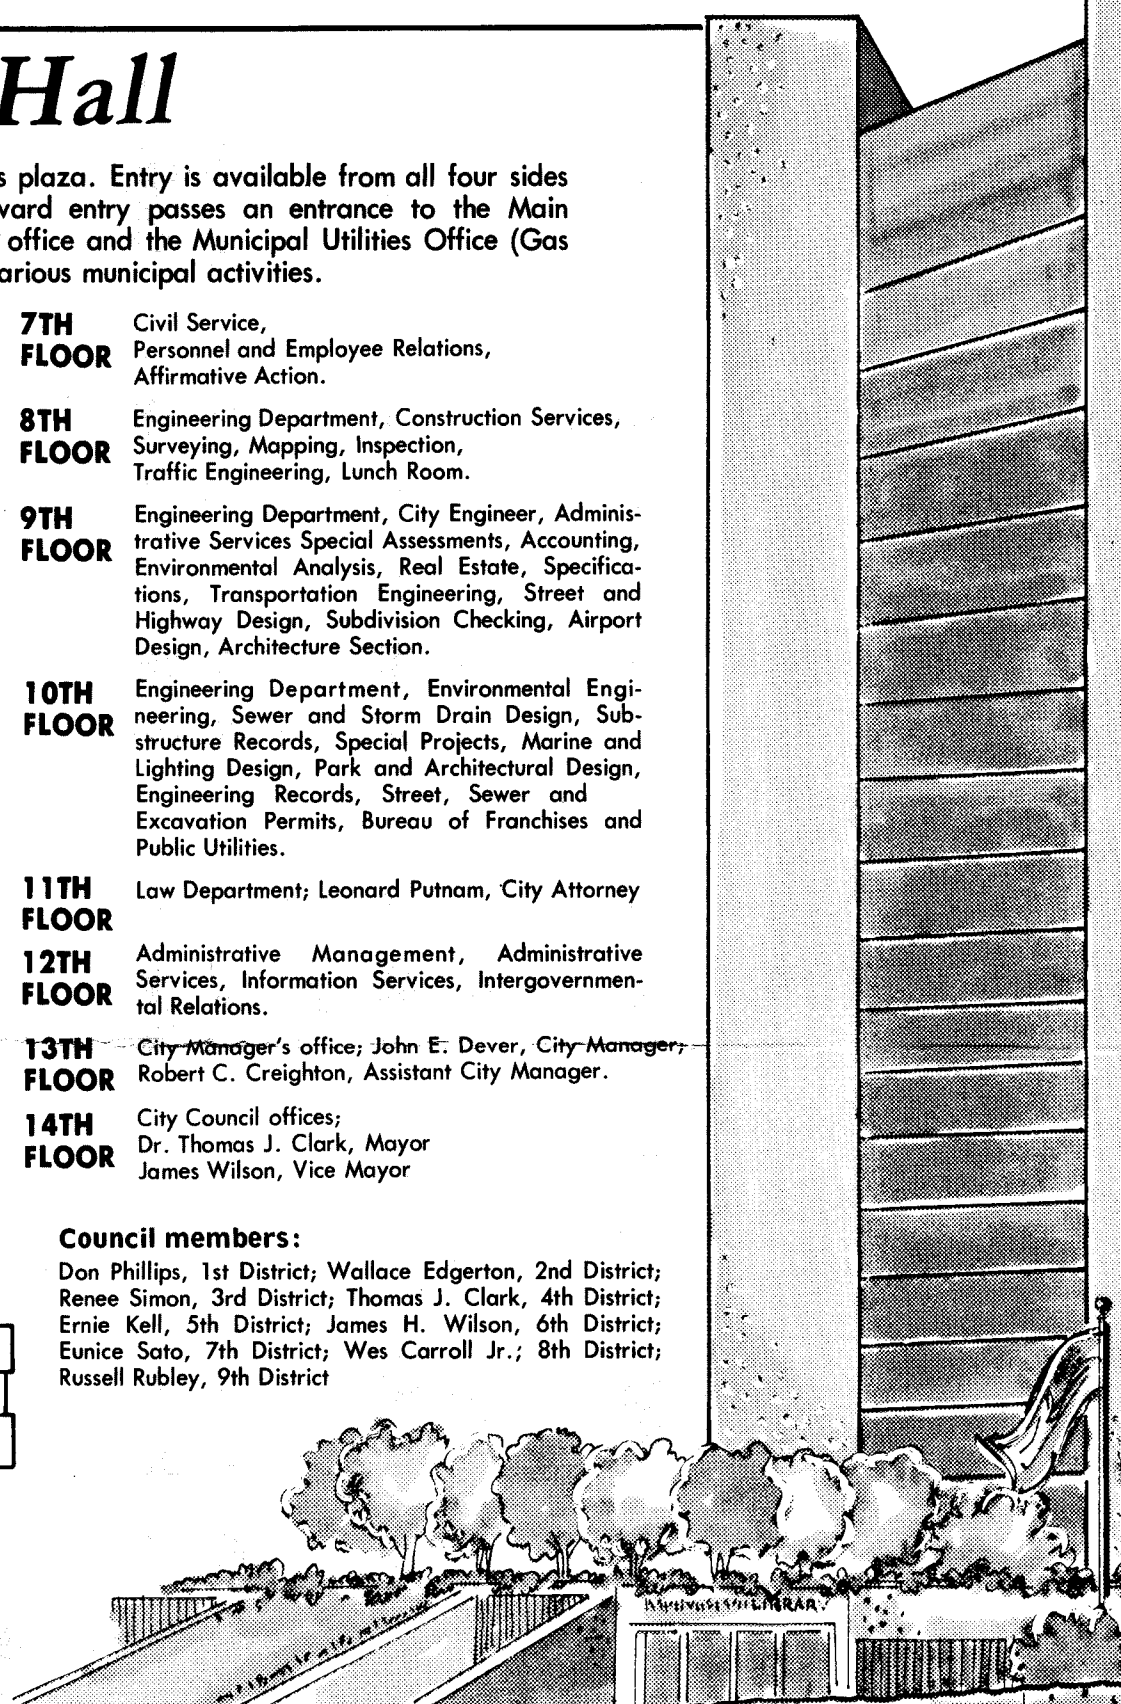 Hall
s plaza. Entry is available from all four sides
vard entry passes an entrance to the Main
office and the Municipal Utilities Office (Gas
arious municipal activities.
7TH FLOOR Civil Service,
Personnel and Employee Relations,
Affirmative Action.
8TH FLOOR Engineering Department, Construction Services,
Surveying, Mapping, Inspection,
Traffic Engineering, Lunch Room.
9TH FLOOR Engineering Department, City Engineer, Adminis-
trative Services Special Assessments, Accounting,
Environmental Analysis, Real Estate, Specifica-
tions, Transportation Engineering, Street and
Highway Design, Subdivision Checking, Airport
Design, Architecture Section.
10TH FLOOR Engineering Department, Environmental Engi-
neering, Sewer and Storm Drain Design, Sub-
structure Records, Special Projects, Marine and
Lighting Design, Park and Architectural Design,
Engineering Records, Street, Sewer and
Excavation Permits, Bureau of Franchises and
Public Utilities.
11TH FLOOR Law Department; Leonard Putnam, City Attorney
12TH FLOOR Administrative Management, Administrative
Services, Information Services, Intergovernmen-
tal Relations.
13TH FLOOR City Manager's office; John E. Dever, City Manager;
Robert C. Creighton, Assistant City Manager.
14TH FLOOR City Council offices;
Dr. Thomas J. Clark, Mayor
James Wilson, Vice Mayor
Council members:
Don Phillips, 1st District; Wallace Edgerton, 2nd District;
Renee Simon, 3rd District; Thomas J. Clark, 4th District;
Ernie Kell, 5th District; James H. Wilson, 6th District;
Eunice Sato, 7th District; Wes Carroll Jr.; 8th District;
Russell Rubley, 9th District
LIBRARY